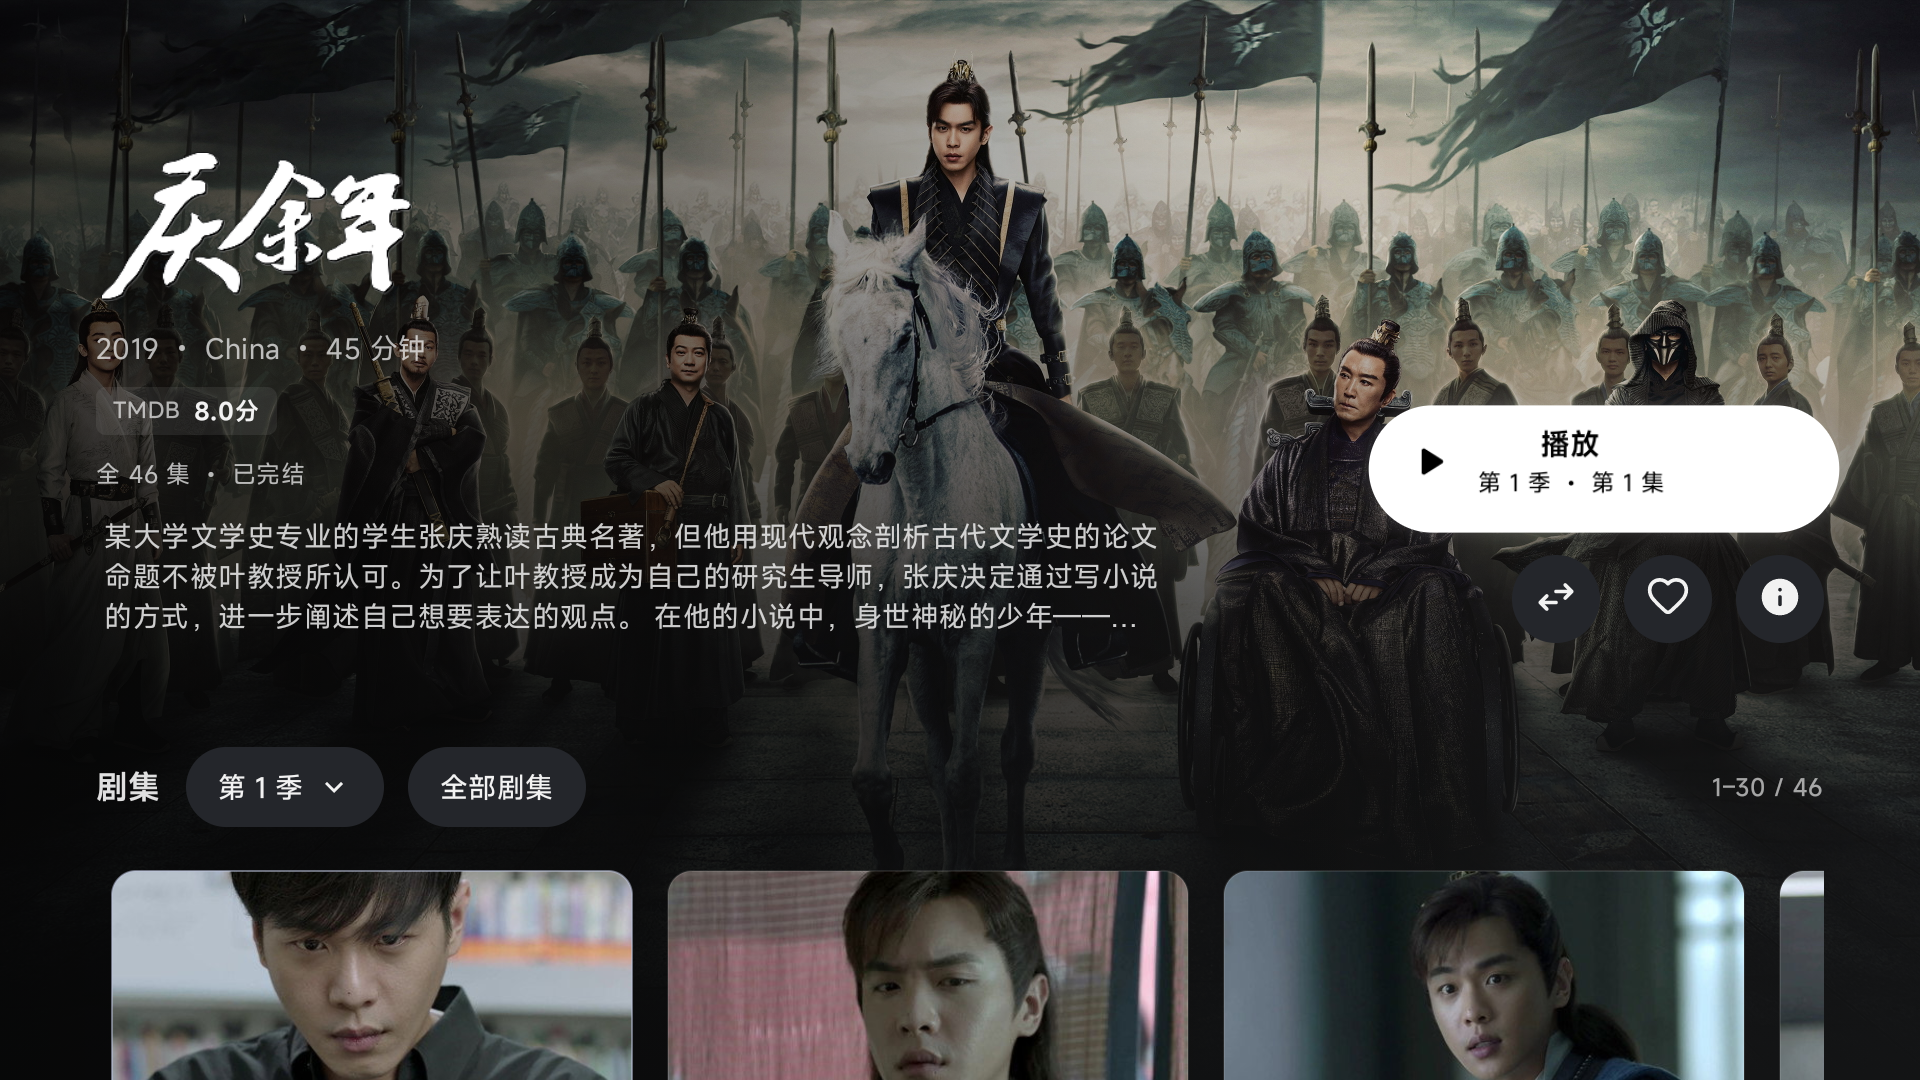 庆余年
2019 • China • 45 分钟
TMDB 8.0分
全 46 集 • 已完结
某大学文学史专业的学生张庆熟读古典名著，但他用现代观念剖析古代文学史的论文
命题不被叶教授所认可。为了让叶教授成为自己的研究生导师，张庆决定通过写小说
的方式，进一步阐述自己想要表达的观点。 在他的小说中，身世神秘的少年——...
播放
第 1 季 • 第 1 集
剧集
第 1 季
全部剧集
1-30 / 46